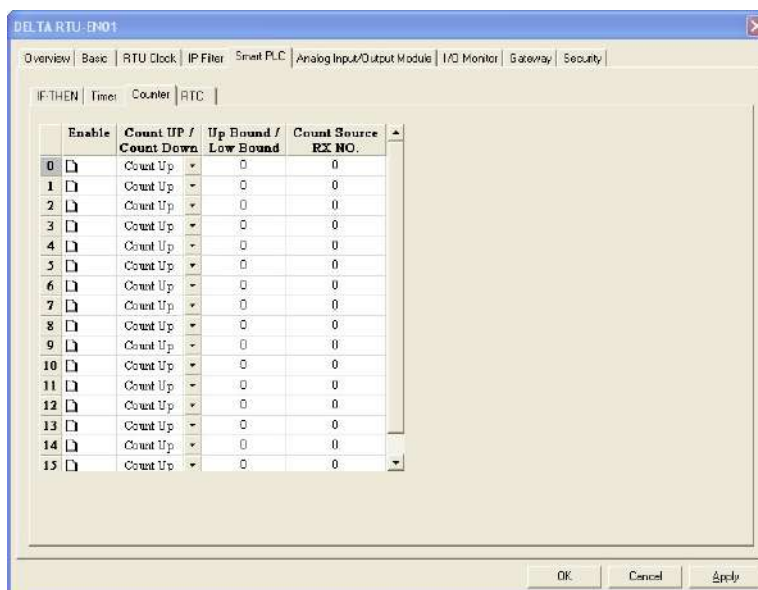 DELTA RTU-EN01
Overview Basic RTU Clock IP Filter Smart PLC Analog Input/Output Module I/O Monitor Gateway Security
IF-THEN Timer Counter RTC
Enable Count UP / Count Down Up Bound / Low Bound Count Source RX NO.
0 Count Up 0 0
1 Count Up 0 0
2 Count Up 0 0
3 Count Up 0 0
4 Count Up 0 0
5 Count Up 0 0
6 Count Up 0 0
7 Count Up 0 0
8 Count Up 0 0
9 Count Up 0 0
10 Count Up 0 0
11 Count Up 0 0
12 Count Up 0 0
13 Count Up 0 0
14 Count Up 0 0
15 Count Up 0 0
OK Cancel Apply